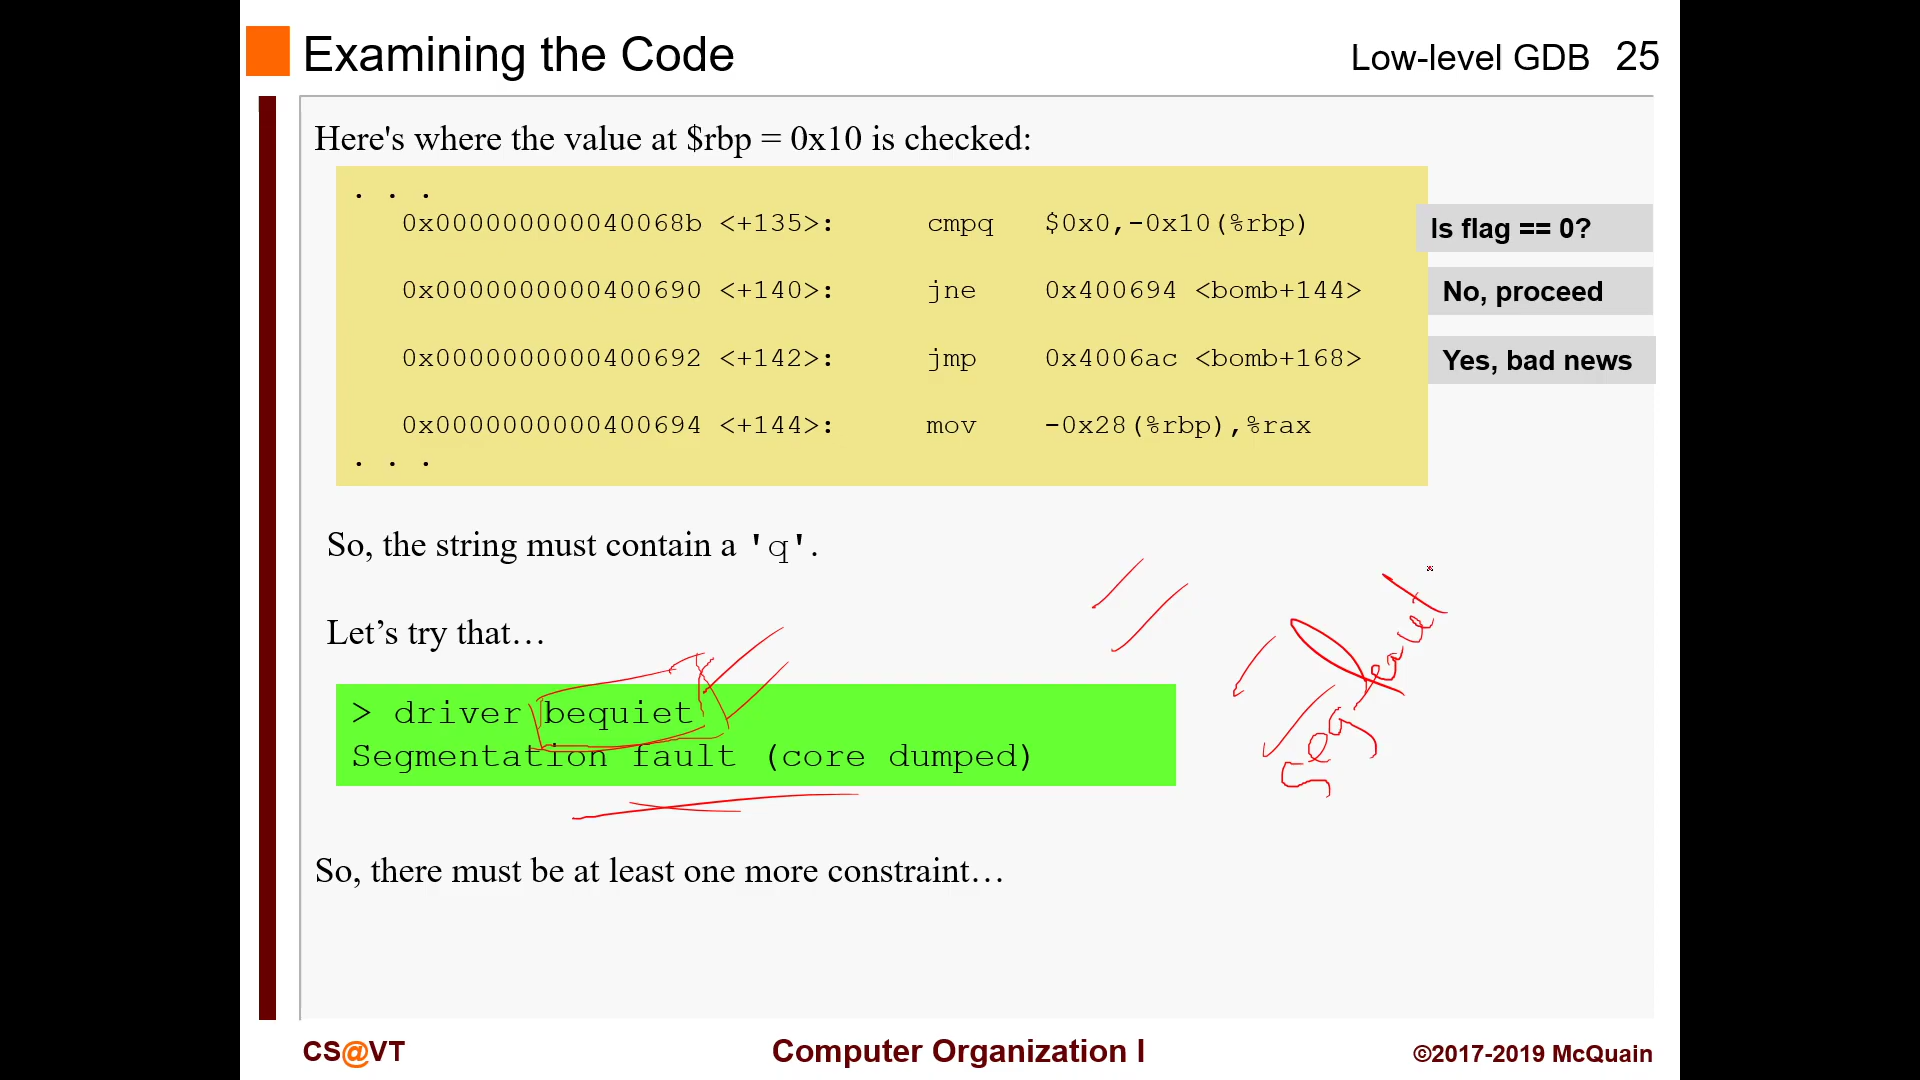 Examining the Code
Low-level GDB 25
Here's where the value at $rbp = 0x10 is checked:
. . .
0x000000000040068b <+135>: cmpq $0x0,-0x10(%rbp)
Is flag == 0?
0x0000000000400690 <+140>: jne 0x400694 <bomb+144>
No, proceed
0x0000000000400692 <+142>: jmp 0x4006ac <bomb+168>
Yes, bad news
0x0000000000400694 <+144>: mov -0x28(%rbp),%rax
. . .
So, the string must contain a 'q'.
Let’s try that…
> driver bequiet
Segmentation fault (core dumped)
Seg fault
So, there must be at least one more constraint…
CS@VT
Computer Organization I
©2017-2019 McQuain